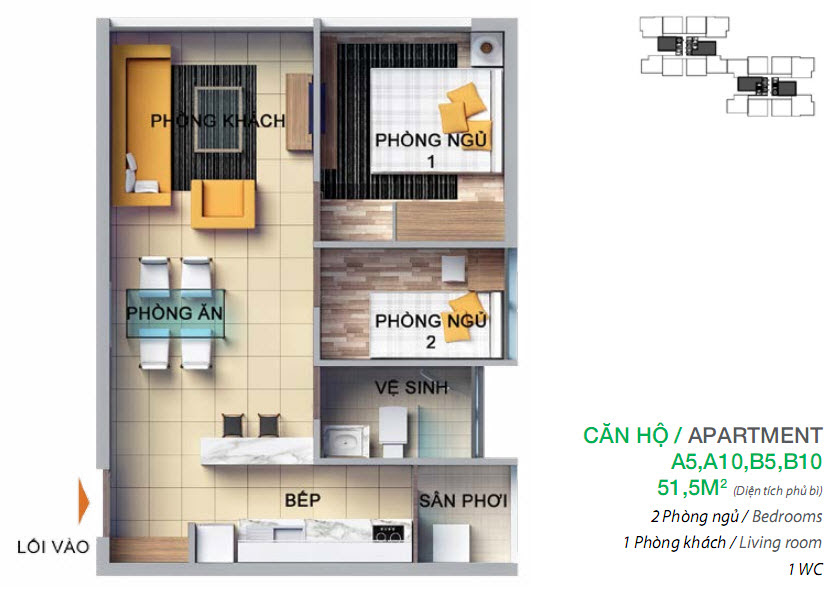 PHÒNG KHÁCH
PHÒNG NGỦ
1
PHÒNG ĂN
PHÒNG NGỦ
2
VỆ SINH
BẾP
SÂN PHƠI
LỐI VÀO
CĂN HỘ / APARTMENT
A5,A10,B5,B10
51,5M² (Diện tích phủ bì)
2 Phòng ngủ / Bedrooms
1 Phòng khách / Living room
1 WC